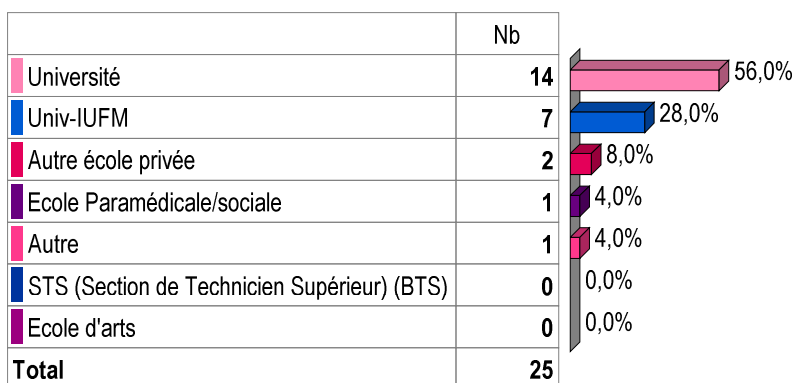 Nb
Université 14 56,0%
Univ-IUFM 7 28,0%
Autre école privée 2 8,0%
Ecole Paramédicale/sociale 1 4,0%
Autre 1 4,0%
STS (Section de Technicien Supérieur) (BTS) 0 0,0%
Ecole d'arts 0 0,0%
Total 25